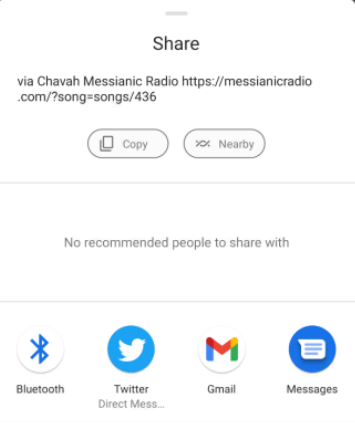 Share
via Chavah Messianic Radio https://messianicradio
.com/?song=songs/436
Copy
Nearby
No recommended people to share with
Bluetooth
Twitter
Direct Mess...
Gmail
Messages